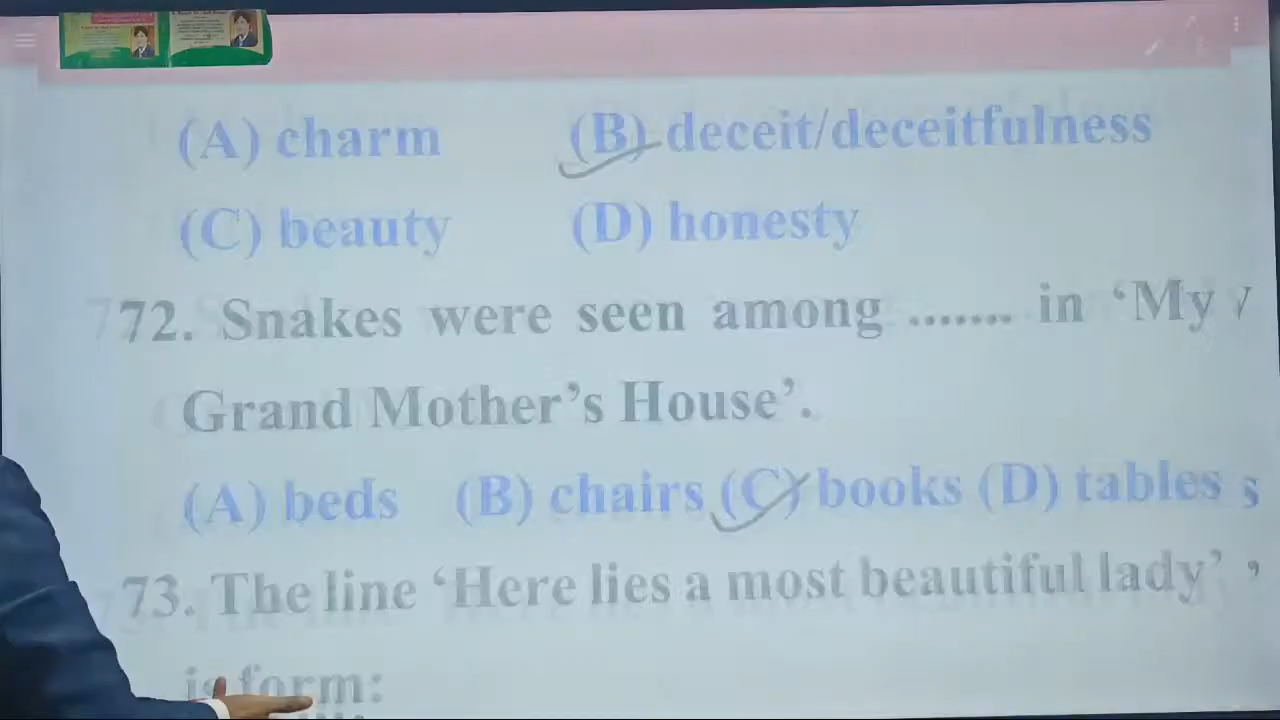 (A) charm (B) deceit/deceitfulness
(C) beauty (D) honesty
72. Snakes were seen among ....... in ‘My
Grand Mother’s House’.
(A) beds (B) chairs (C) books (D) tables
73. The line ‘Here lies a most beautiful lady’
is form: